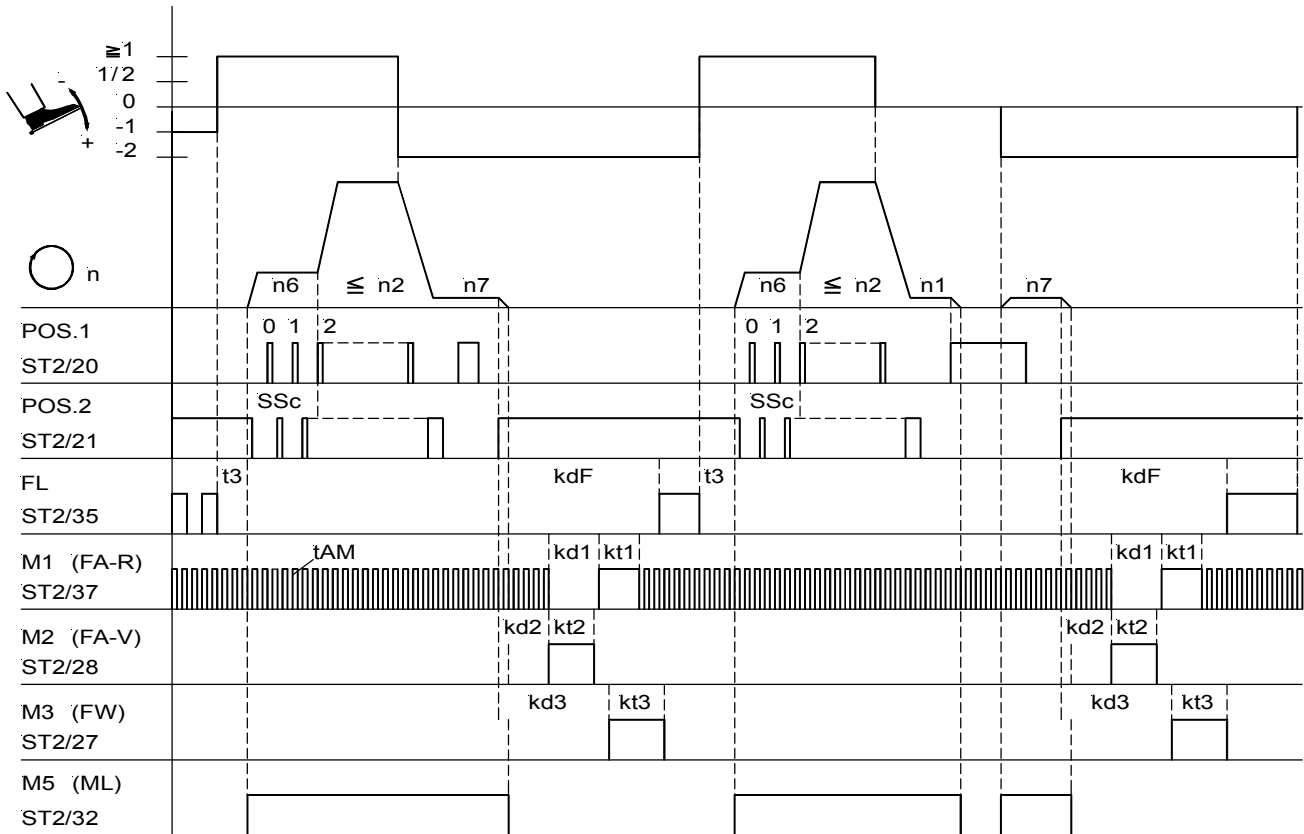 ≧1
1/2
-
0
-1
+
-2
n
n6 ≦ n2 n7 n6 ≦ n2 n1 n7
POS.1 0 1 2 0 1 2
ST2/20
POS.2 SSc SSc
ST2/21
FL t3 kdF t3 kdF
ST2/35
M1 (FA-R) tAM kd1 kt1 kd1 kt1
ST2/37
M2 (FA-V) kd2 kt2 kd2 kt2
ST2/28
M3 (FW) kd3 kt3 kd3 kt3
ST2/27
M5 (ML)
ST2/32